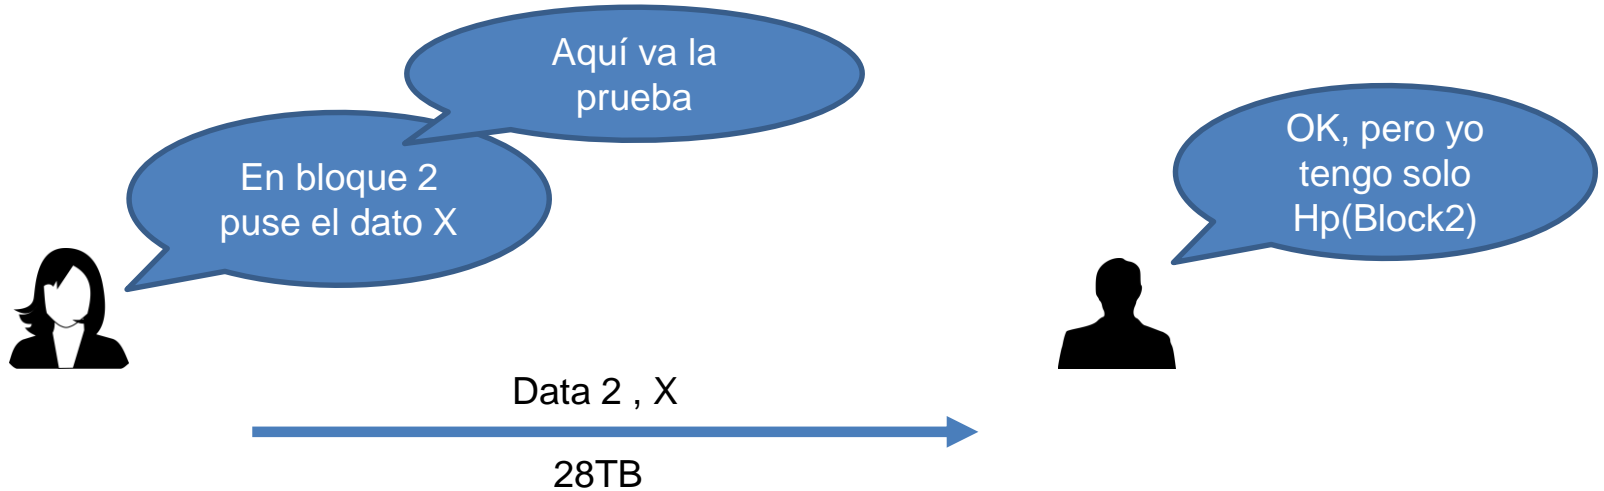 Aquí va la
prueba
En bloque 2
puse el dato X
OK, pero yo
tengo solo
Hp(Block2)
Data 2 , X
28TB